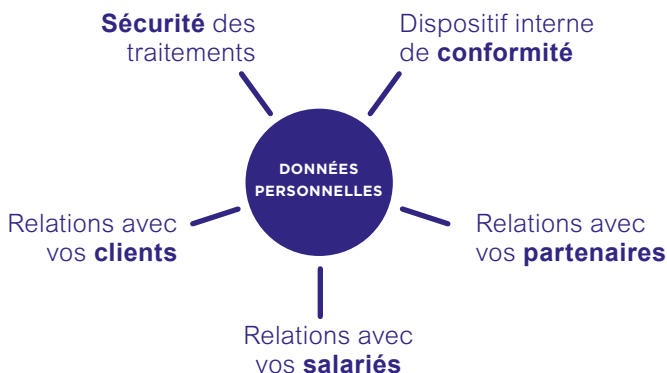 Sécurité des
traitements
Dispositif interne
de conformité
DONNÉES
PERSONNELLES
Relations avec
vos clients
Relations avec
vos partenaires
Relations avec
vos salariés